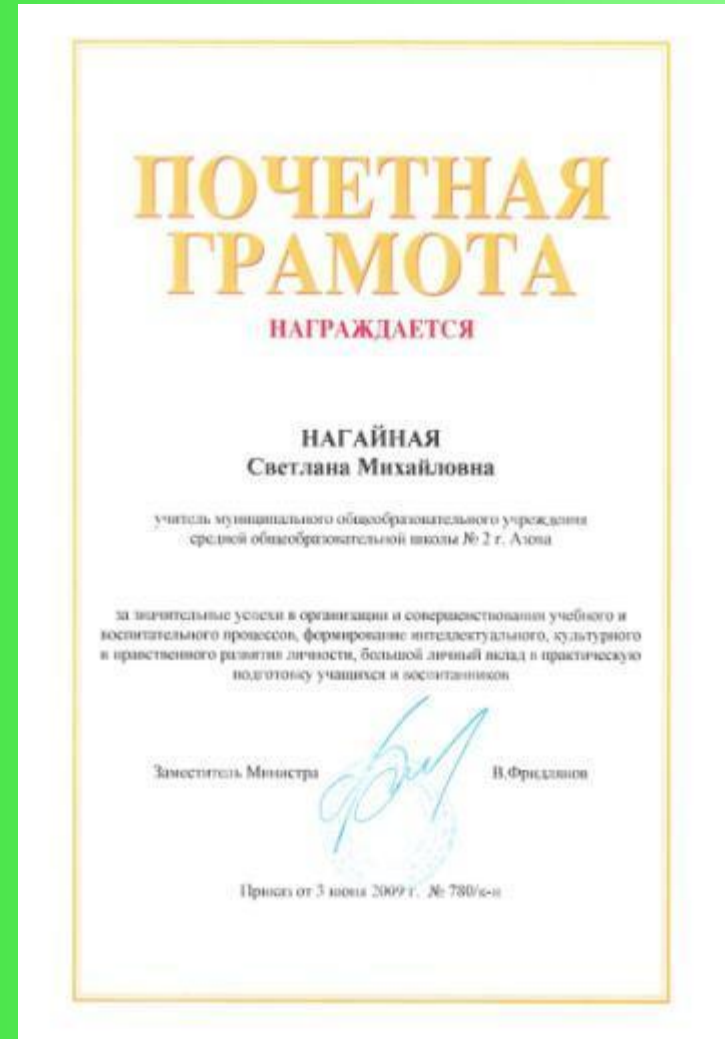 ПОЧЕТНАЯ
ГРАМОТА
НАГРАЖДАЕТСЯ
НАГАЙНАЯ
Светлана Михайловна
учитель муниципального общеобразовательного учреждения
средней общеобразовательной школы № 2 г. Азова
за значительные успехи в организации и совершенствовании учебного и
воспитательного процессов, формирование интеллектуального, культурного
и нравственного развития личности, большой личный вклад в практическую
подготовку учащихся и воспитанников
Заместитель Министра
В.Фридлянов
Приказ от 3 июня 2009 г. № 780/к-н